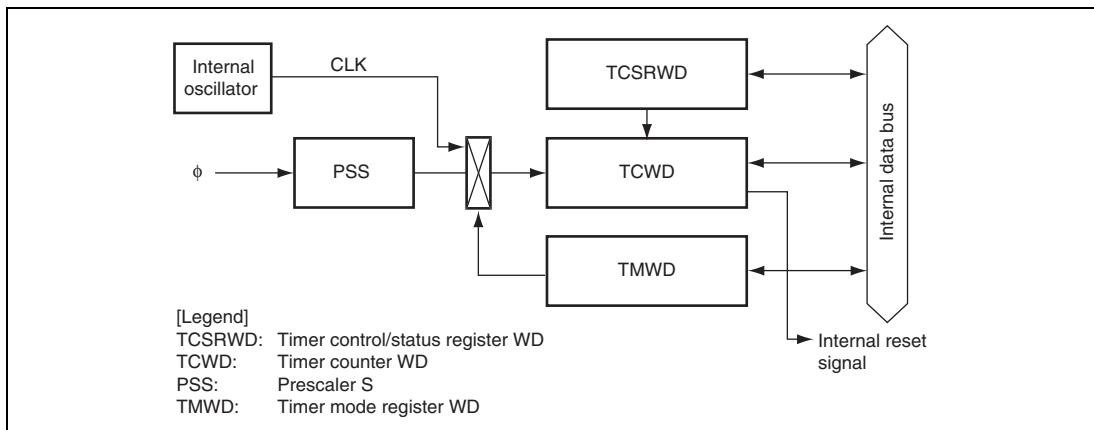 Internal
oscillator
CLK
TCSRWD
φ
PSS
TCWD
TMWD
Internal data bus
Internal reset
signal
[Legend]
TCSRWD: Timer control/status register WD
TCWD: Timer counter WD
PSS: Prescaler S
TMWD: Timer mode register WD